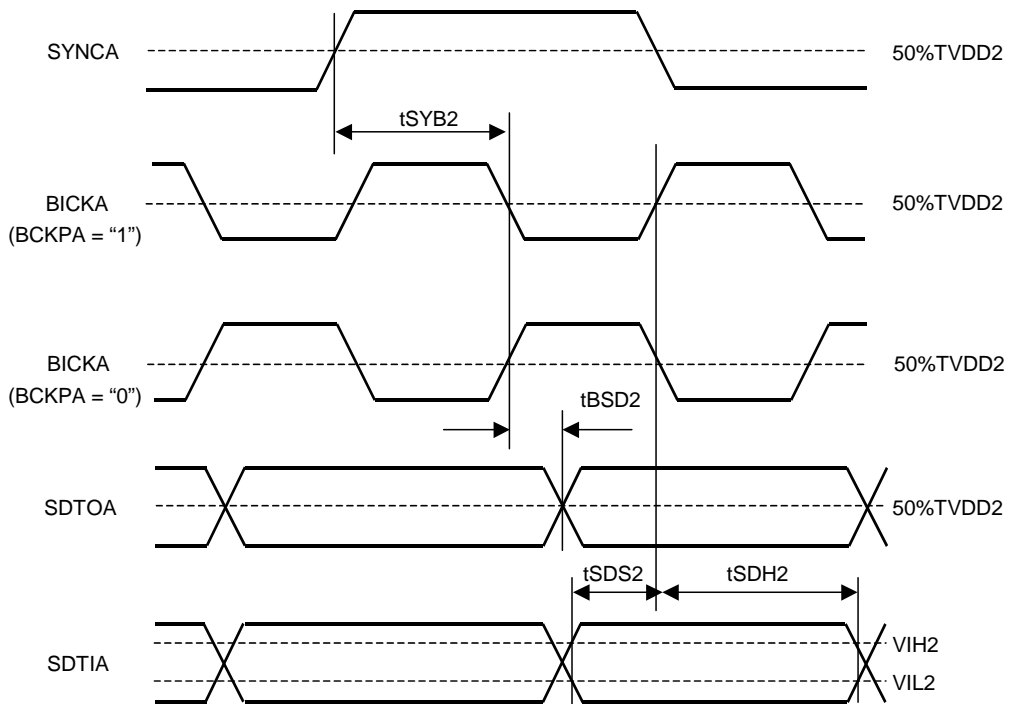 SYNCA
50%TVDD2
tSYB2
BICKA
(BCKPA = “1”)
50%TVDD2
BICKA
(BCKPA = “0”)
50%TVDD2
tBSD2
SDTOA
50%TVDD2
tSDS2
tSDH2
SDTIA
VIH2
VIL2